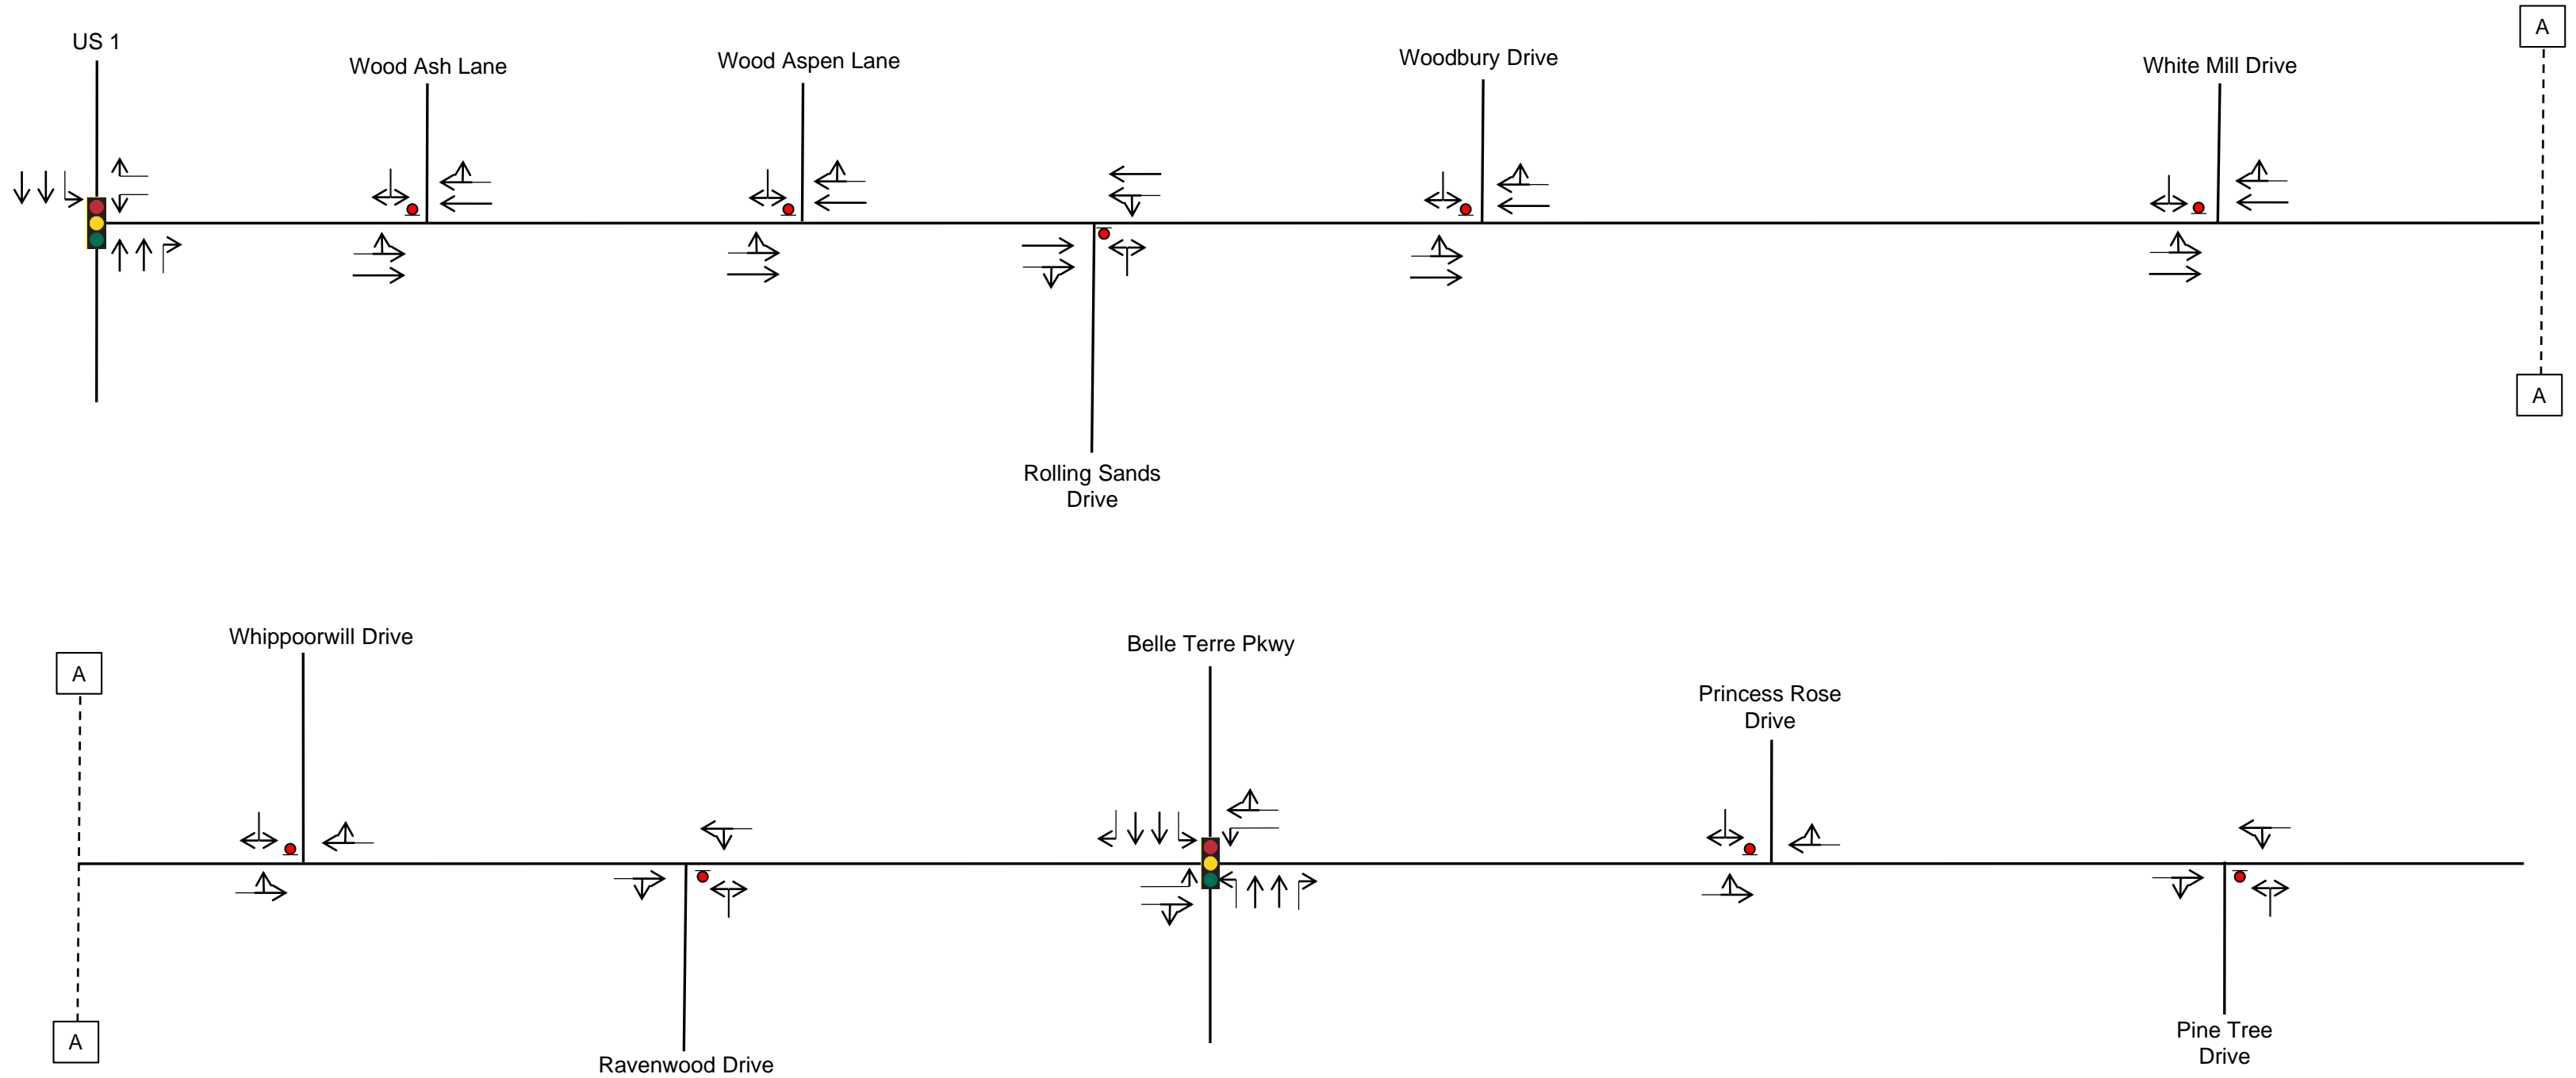 US 1
Wood Ash Lane
Wood Aspen Lane
Woodbury Drive
White Mill Drive
A
Rolling Sands
Drive
A
Whippoorwill Drive
Belle Terre Pkwy
A
Princess Rose
Drive
A
Ravenwood Drive
Pine Tree
Drive